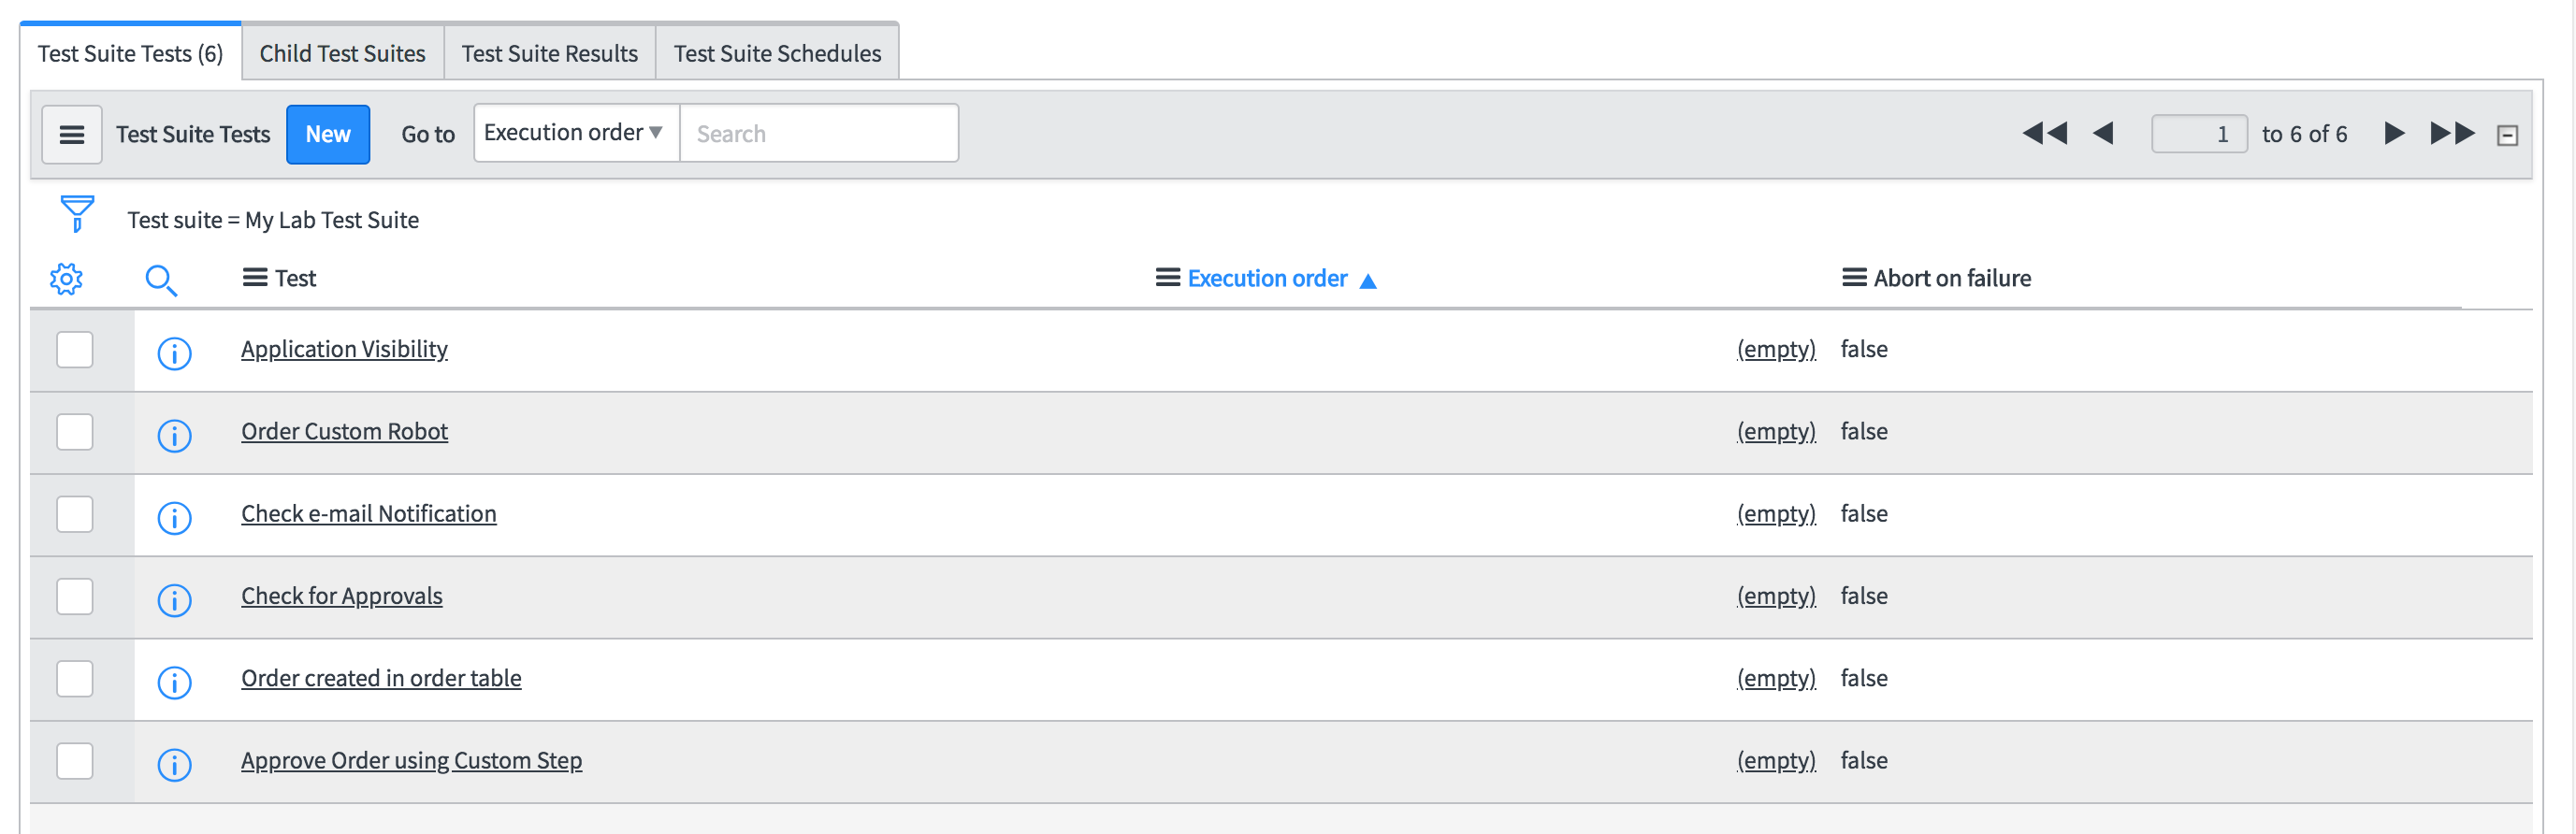 Test Suite Tests (6) Child Test Suites Test Suite Results Test Suite Schedules
Test Suite Tests New Go to Execution order Search 1 to 6 of 6
Test suite = My Lab Test Suite
Test Execution order Abort on failure
Application Visibility (empty) false
Order Custom Robot (empty) false
Check e-mail Notification (empty) false
Check for Approvals (empty) false
Order created in order table (empty) false
Approve Order using Custom Step (empty) false